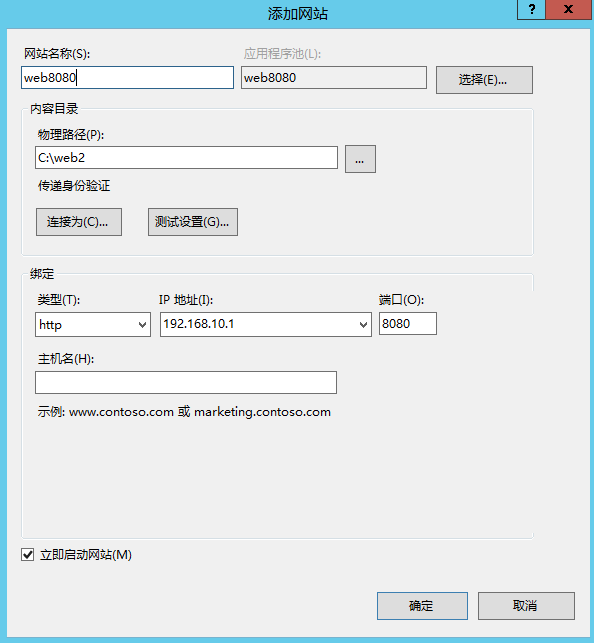 添加网站
? x
网站名称(S): 应用程序池(L):
web8080 web8080 选择(E)...
内容目录
物理路径(P):
C:\web2 ...
传递身份验证
连接为(C)... 测试设置(G)...
绑定
类型(T): IP 地址(I): 端口(O):
http 192.168.10.1 8080
主机名(H):
示例: www.contoso.com 或 marketing.contoso.com
立即启动网站(M)
确定 取消